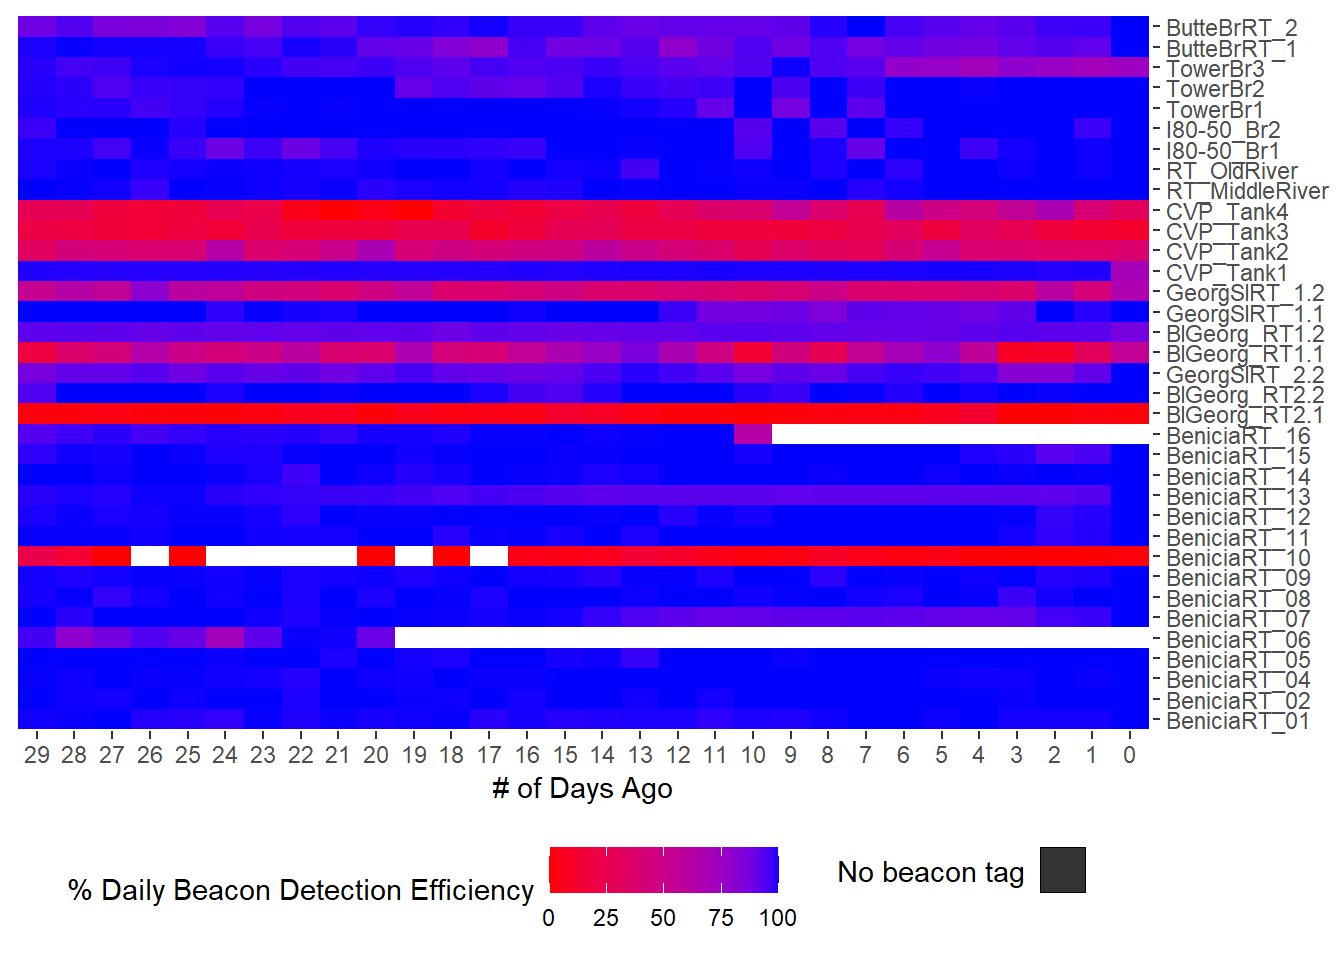 ButteBrRT_2
ButteBrRT_1
TowerBr3
TowerBr2
TowerBr1
I80-50_Br2
I80-50_Br1
RT_OldRiver
RT_MiddleRiver
CVP_Tank4
CVP_Tank3
CVP_Tank2
CVP_Tank1
GeorgSlRT_1.2
GeorgSlRT_1.1
BlGeorg_RT1.2
BlGeorg_RT1.1
GeorgSlRT_2.2
BlGeorg_RT2.2
BlGeorg_RT2.1
BeniciaRT_16
BeniciaRT_15
BeniciaRT_14
BeniciaRT_13
BeniciaRT_12
BeniciaRT_11
BeniciaRT_10
BeniciaRT_09
BeniciaRT_08
BeniciaRT_07
BeniciaRT_06
BeniciaRT_05
BeniciaRT_04
BeniciaRT_02
BeniciaRT_01
29 28 27 26 25 24 23 22 21 20 19 18 17 16 15 14 13 12 11 10 9 8 7 6 5 4 3 2 1 0
# of Days Ago
% Daily Beacon Detection Efficiency
0 25 50 75 100
No beacon tag